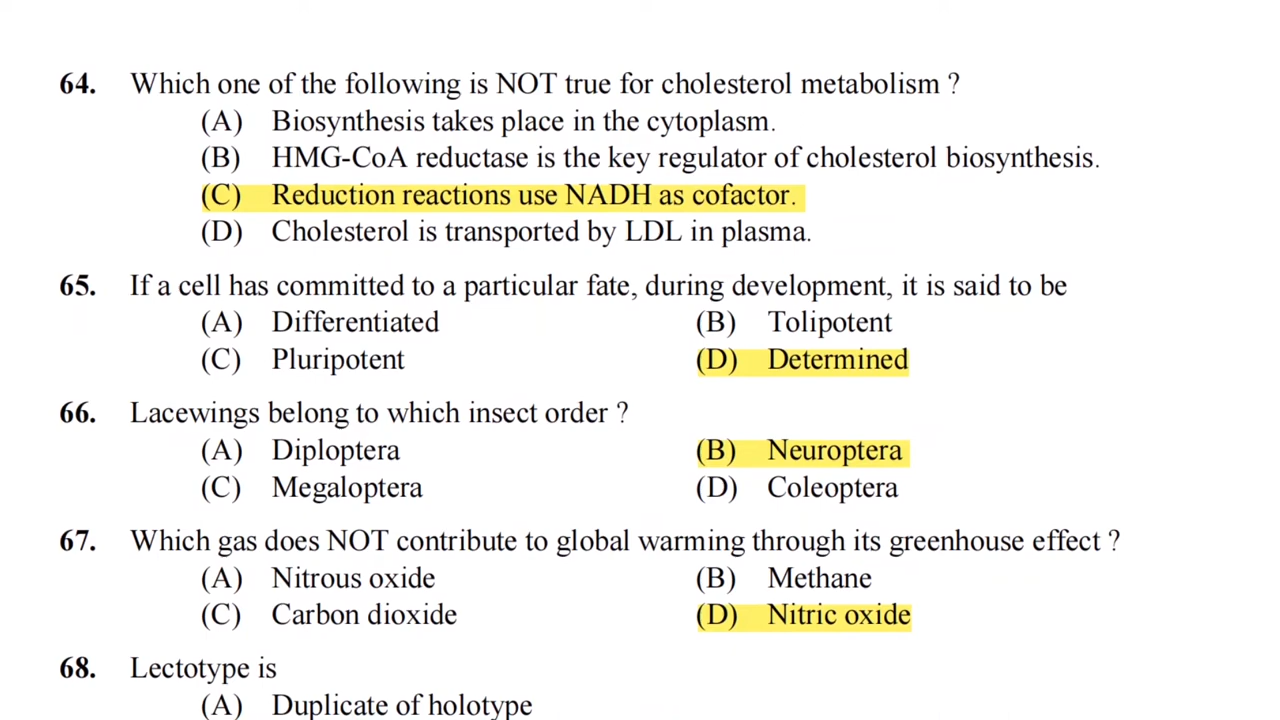 64. Which one of the following is NOT true for cholesterol metabolism ?
(A) Biosynthesis takes place in the cytoplasm.
(B) HMG-CoA reductase is the key regulator of cholesterol biosynthesis.
(C) Reduction reactions use NADH as cofactor.
(D) Cholesterol is transported by LDL in plasma.
65. If a cell has committed to a particular fate, during development, it is said to be
(A) Differentiated (B) Tolipotent
(C) Pluripotent (D) Determined
66. Lacewings belong to which insect order ?
(A) Diploptera (B) Neuroptera
(C) Megaloptera (D) Coleoptera
67. Which gas does NOT contribute to global warming through its greenhouse effect ?
(A) Nitrous oxide (B) Methane
(C) Carbon dioxide (D) Nitric oxide
68. Lectotype is
(A) Duplicate of holotype